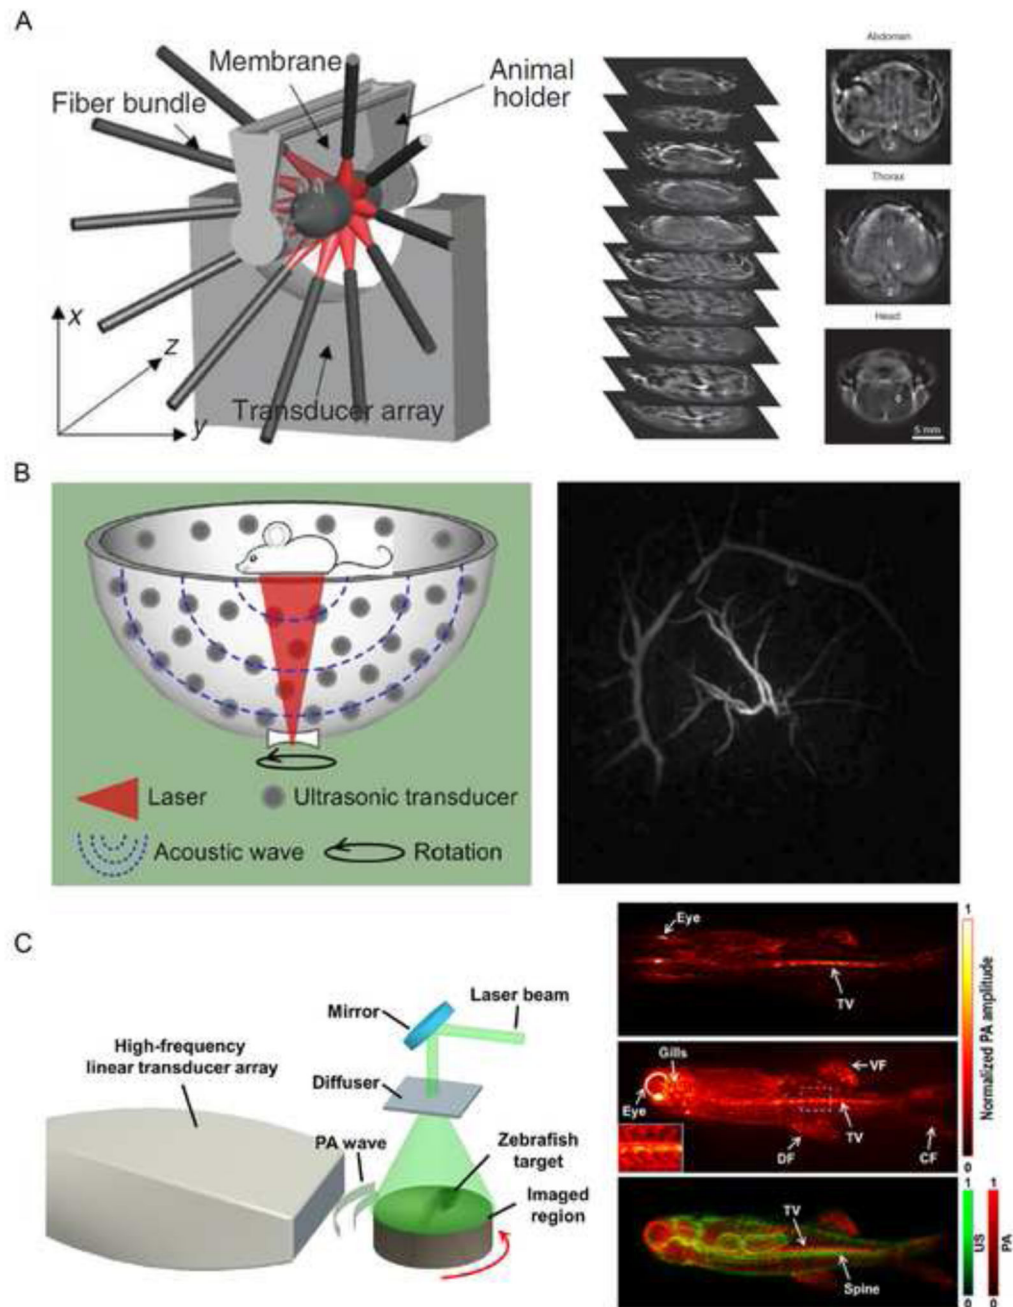 A
Membrane
Fiber bundle
Animal
holder
x
z
y
Transducer array
Abdomen
Thorax
Head
5 mm
B
Laser
Ultrasonic transducer
Acoustic wave
Rotation
C
High-frequency
linear transducer array
Mirror
Laser beam
Diffuser
PA wave
Zebrafish
target
Imaged
region
Eye
TV
Gills
VF
Eye
TV
DF
CF
TV
Spine
1
Normalized PA amplitude
0
1
US
0
1
PA
0